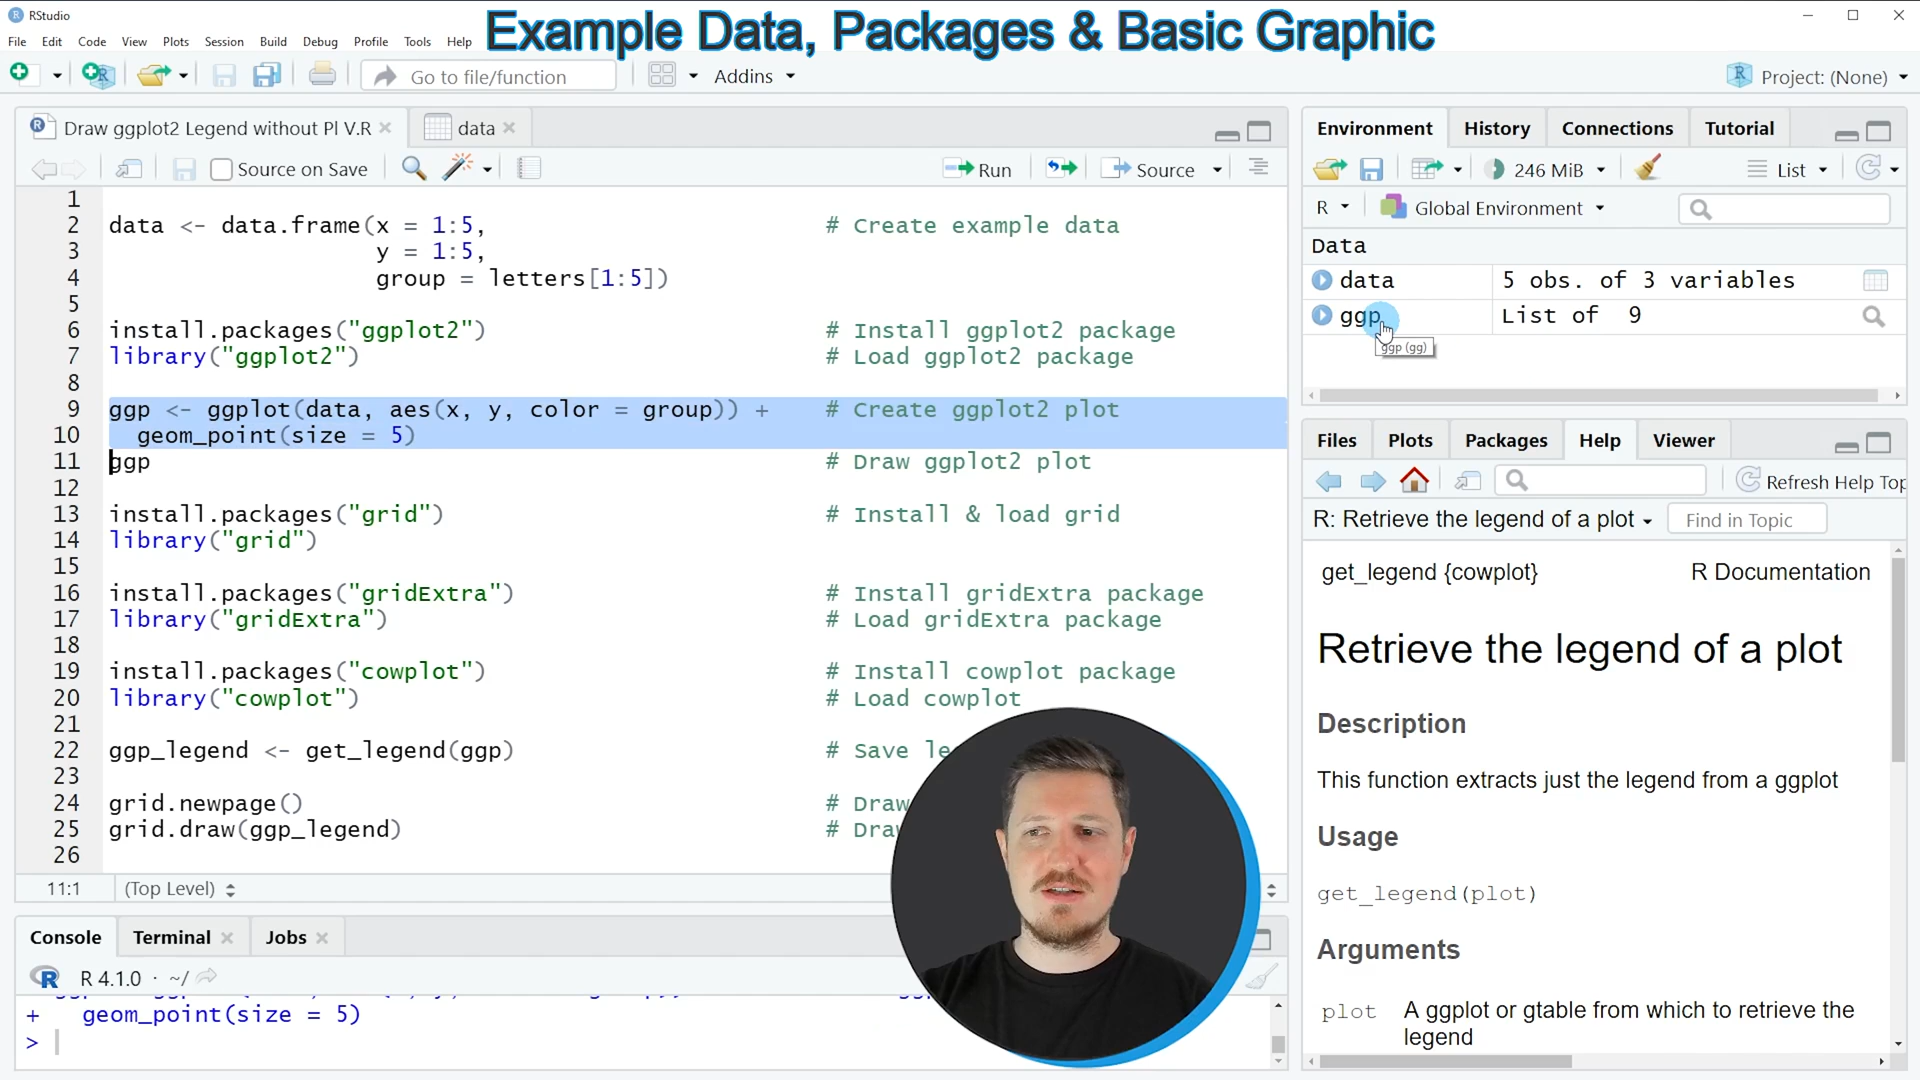 RStudio
Example Data, Packages & Basic Graphic
File Edit Code View Plots Session Build Debug Profile Tools Help
Go to file/function
Addins
Project: (None)
Draw ggplot2 Legend without Pl V.R
data
Source on Save
Run
Source
1
2 data <- data.frame(x = 1:5, # Create example data
3 y = 1:5,
4 group = letters[1:5])
5
6 install.packages("ggplot2") # Install ggplot2 package
7 library("ggplot2") # Load ggplot2 package
8
9 ggp <- ggplot(data, aes(x, y, color = group)) + # Create ggplot2 plot
10 geom_point(size = 5)
11 ggp # Draw ggplot2 plot
12
13 install.packages("grid") # Install & load grid
14 library("grid")
15
16 install.packages("gridExtra") # Install gridExtra package
17 library("gridExtra") # Load gridExtra package
18
19 install.packages("cowplot") # Install cowplot package
20 library("cowplot") # Load cowplot
21
22 ggp_legend <- get_legend(ggp) # Save
23
24 grid.newpage() # Draw
25 grid.draw(ggp_legend) #
26
11:1 (Top Level)
Console Terminal Jobs
R 4.1.0 · ~/
+ geom_point(size = 5)
>
Environment History Connections Tutorial
246 MiB
List
R Global Environment
Data
data 5 obs. of 3 variables
ggp List of 9
ggp (gg)
Files Plots Packages Help Viewer
Refresh Help
R: Retrieve the legend of a plot
Find in Topic
get_legend {cowplot} R Documentation
Retrieve the legend of a plot
Description
This function extracts just the legend from a ggplot
Usage
get_legend(plot)
Arguments
plot A ggplot or gtable from which to retrieve the
legend